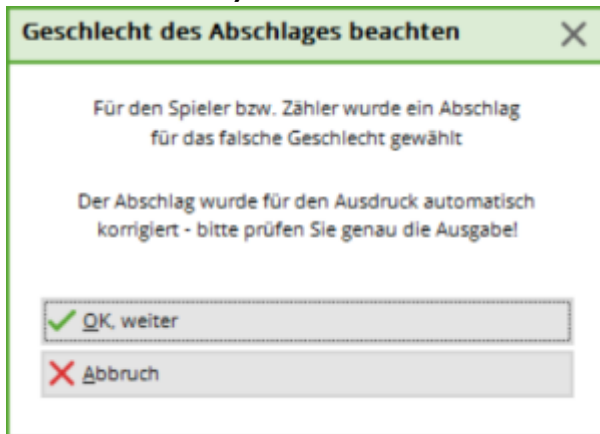 Geschlecht des Abschlages beachten
Für den Spieler bzw. Zähler wurde ein Abschlag
für das falsche Geschlecht gewählt
Der Abschlag wurde für den Ausdruck automatisch
korrigiert - bitte prüfen Sie genau die Ausgabe!
OK, weiter
Abbruch